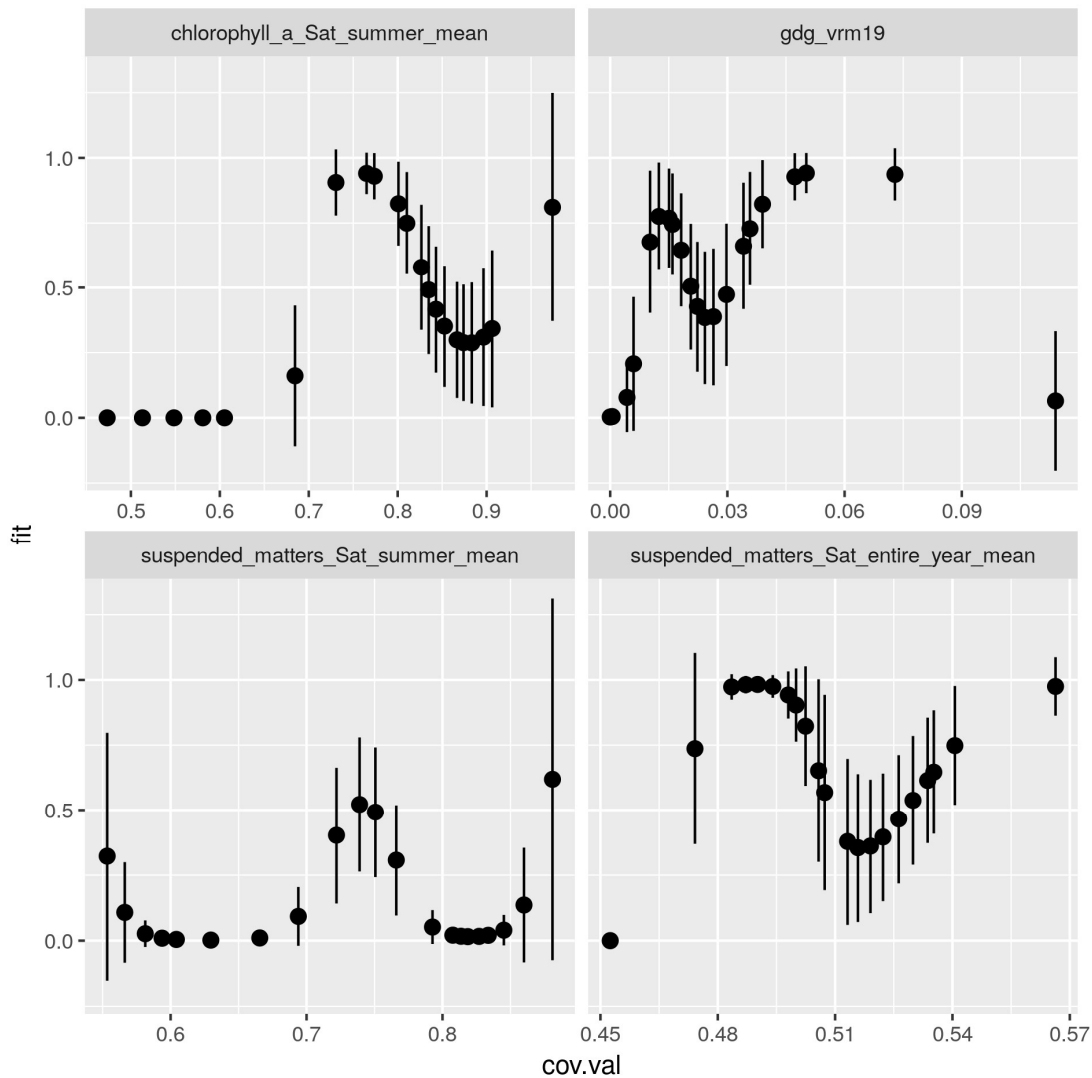 chlorophyll_a_Sat_summer_mean
gdg_vrm19
1.0
0.5
0.0
0.5 0.6 0.7 0.8 0.9
0.00 0.03 0.06 0.09
fit
suspended_matters_Sat_summer_mean
suspended_matters_Sat_entire_year_mean
1.0
0.5
0.0
0.6 0.7 0.8
0.45 0.48 0.51 0.54 0.57
cov.val